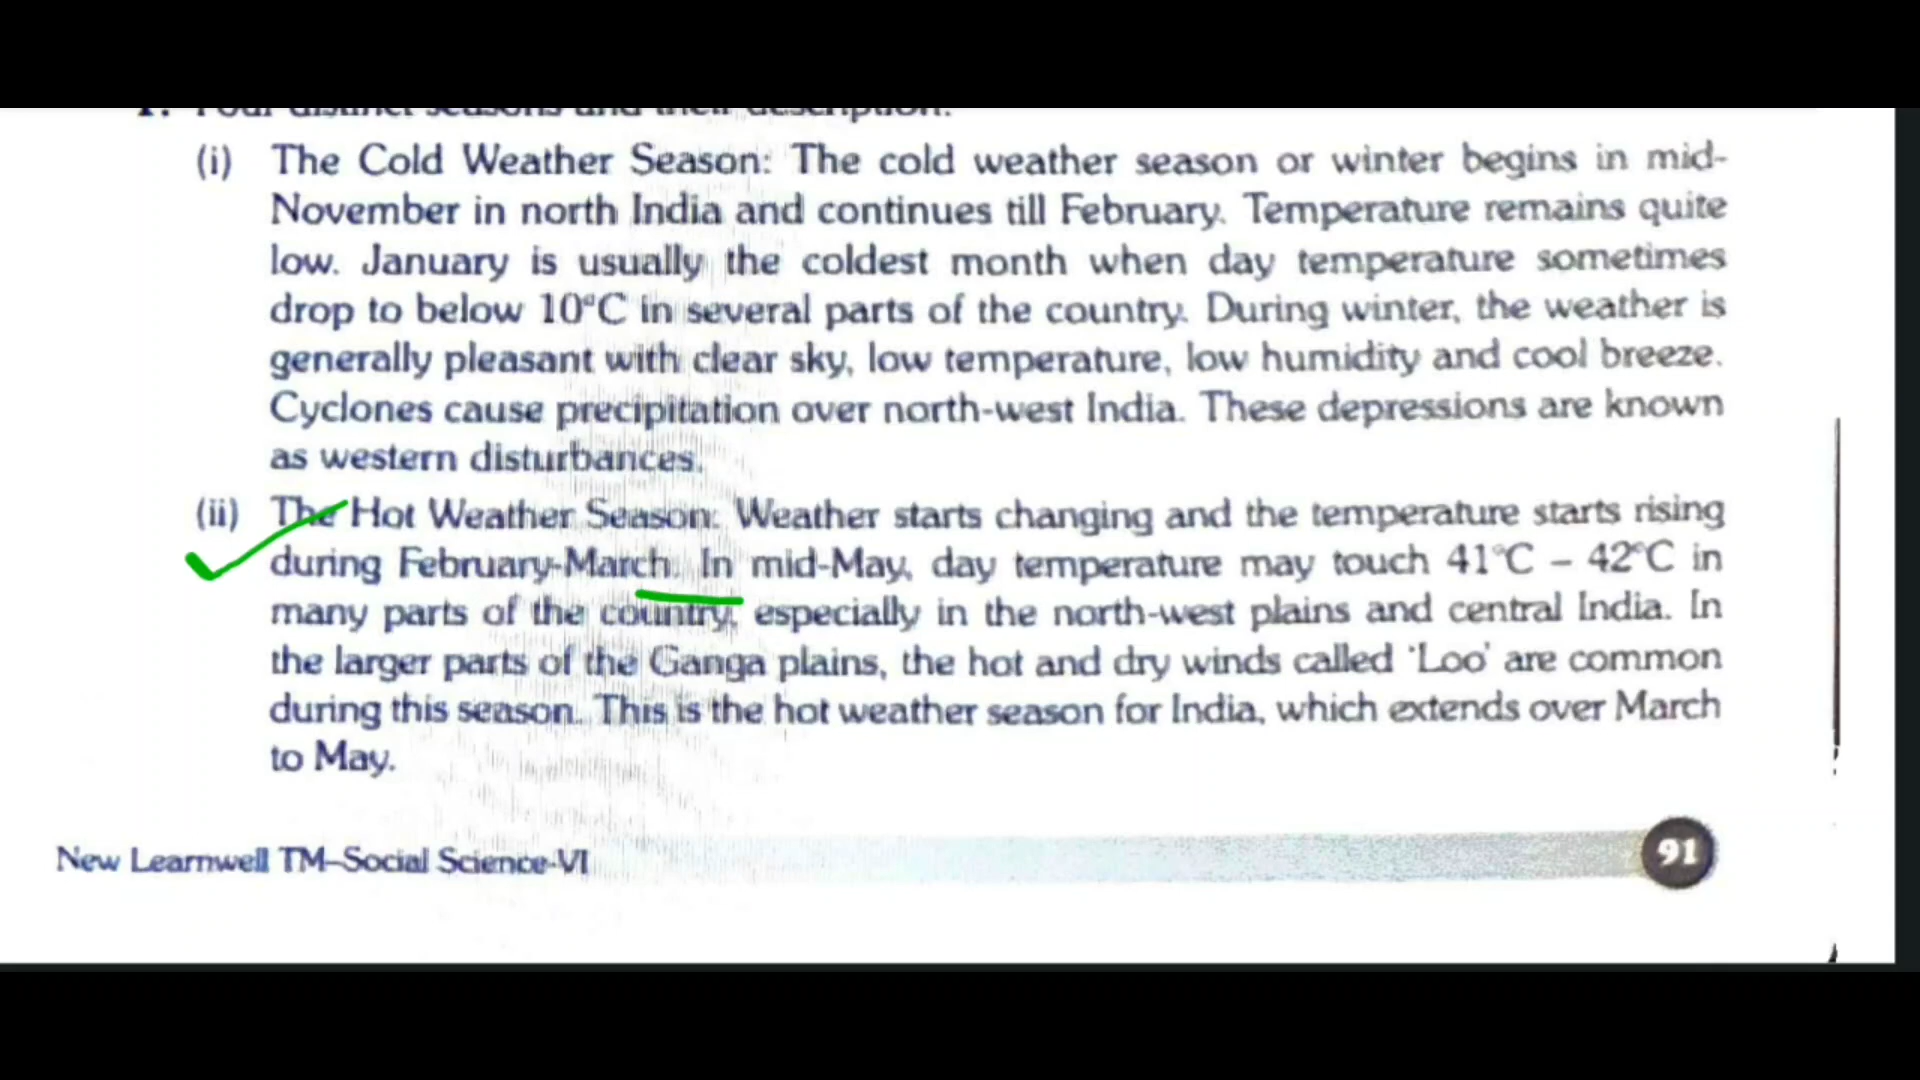 1. Four distinct seasons and their description:
(i) The Cold Weather Season: The cold weather season or winter begins in mid-
November in north India and continues till February. Temperature remains quite
low. January is usually the coldest month when day temperature sometimes
drop to below 10°C in several parts of the country. During winter, the weather is
generally pleasant with clear sky, low temperature, low humidity and cool breeze.
Cyclones cause precipitation over north-west India. These depressions are known
as western disturbances.
(ii) The Hot Weather Season: Weather starts changing and the temperature starts rising
during February-March. In mid-May, day temperature may touch 41°C – 42°C in
many parts of the country, especially in the north-west plains and central India. In
the larger parts of the Ganga plains, the hot and dry winds called 'Loo' are common
during this season. This is the hot weather season for India, which extends over March
to May.
New Learnwell TM–Social Science-VI
91